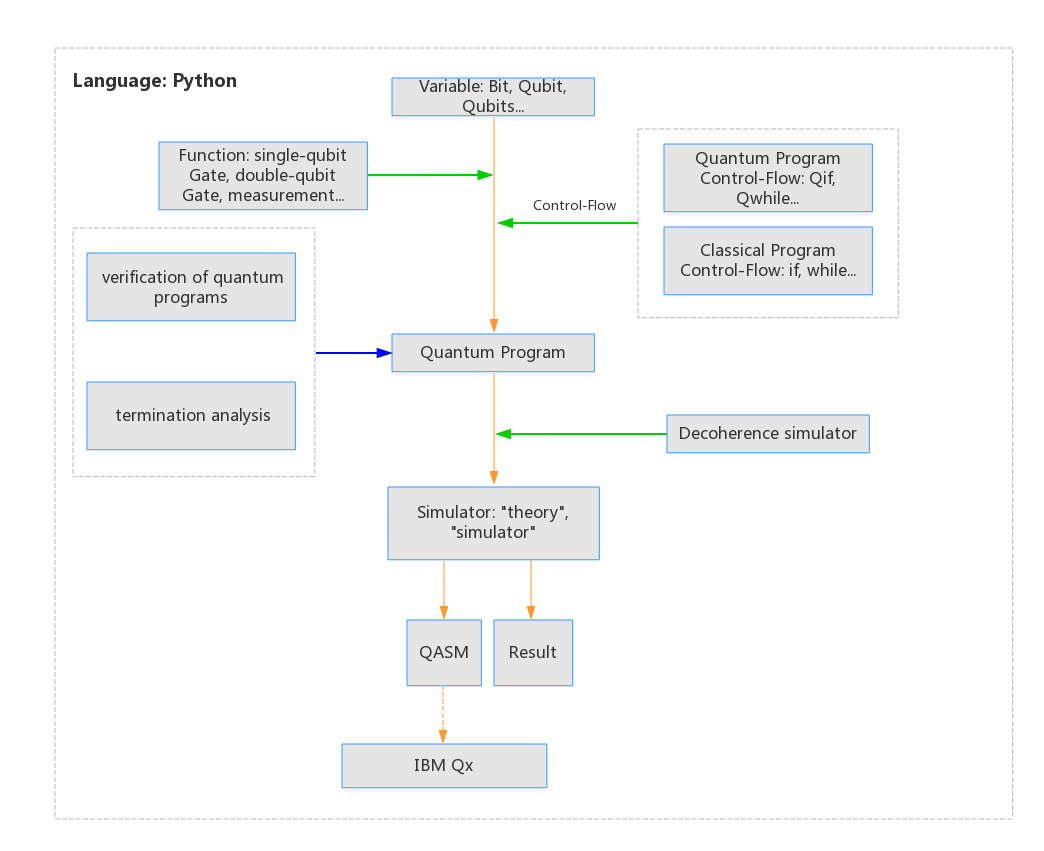 Language: Python
Variable: Bit, Qubit,
Qubits...
Function: single-qubit
Gate, double-qubit
Gate, measurement...
Quantum Program
Control-Flow: Qif,
Qwhile...
Control-Flow
Classical Program
Control-Flow: if, while...
verification of quantum
programs
Quantum Program
termination analysis
Decoherence simulator
Simulator: "theory",
"simulator"
QASM
Result
IBM Qx